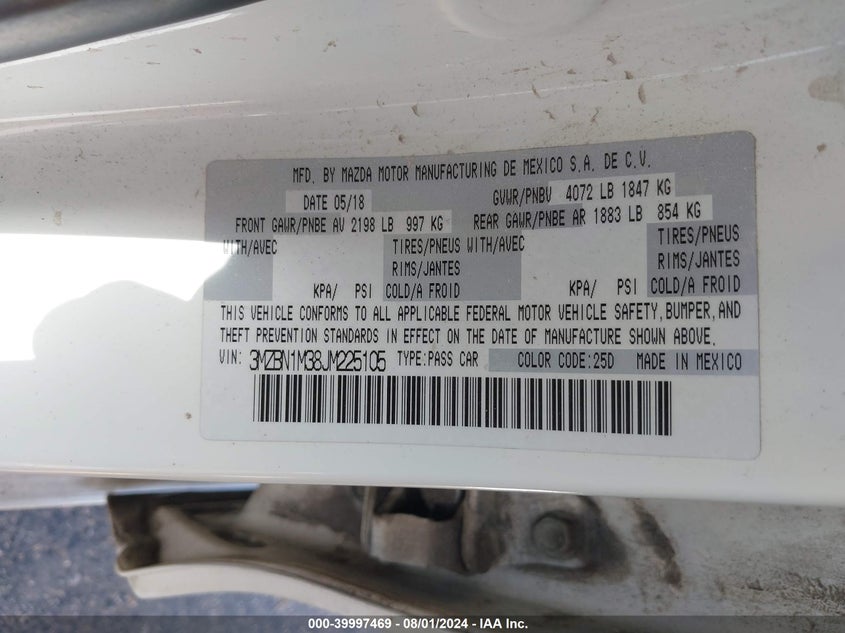 MFD. BY MAZDA MOTOR MANUFACTURING DE MEXICO S.A. DE C.V.
DATE 05/18 GVWR/PNBV 4072 LB 1847 KG
FRONT GAWR/PNBE AV 2198 LB 997 KG REAR GAWR/PNBE AR 1883 LB 854 KG
WITH/AVEC TIRES/PNEUS WITH/AVEC TIRES/PNEUS
RIMS/JANTES RIMS/JANTES
KPA/ PSI COLD/A FROID KPA/ PSI COLD/A FROID
THIS VEHICLE CONFORMS TO ALL APPLICABLE FEDERAL MOTOR VEHICLE SAFETY, BUMPER, AND
THEFT PREVENTION STANDARDS IN EFFECT ON THE DATE OF MANUFACTURE SHOWN ABOVE.
VIN: 3MZBN1M38JM225105 TYPE:PASS CAR COLOR CODE:25D MADE IN MEXICO
000-39997469 - 08/01/2024 - IAA Inc.